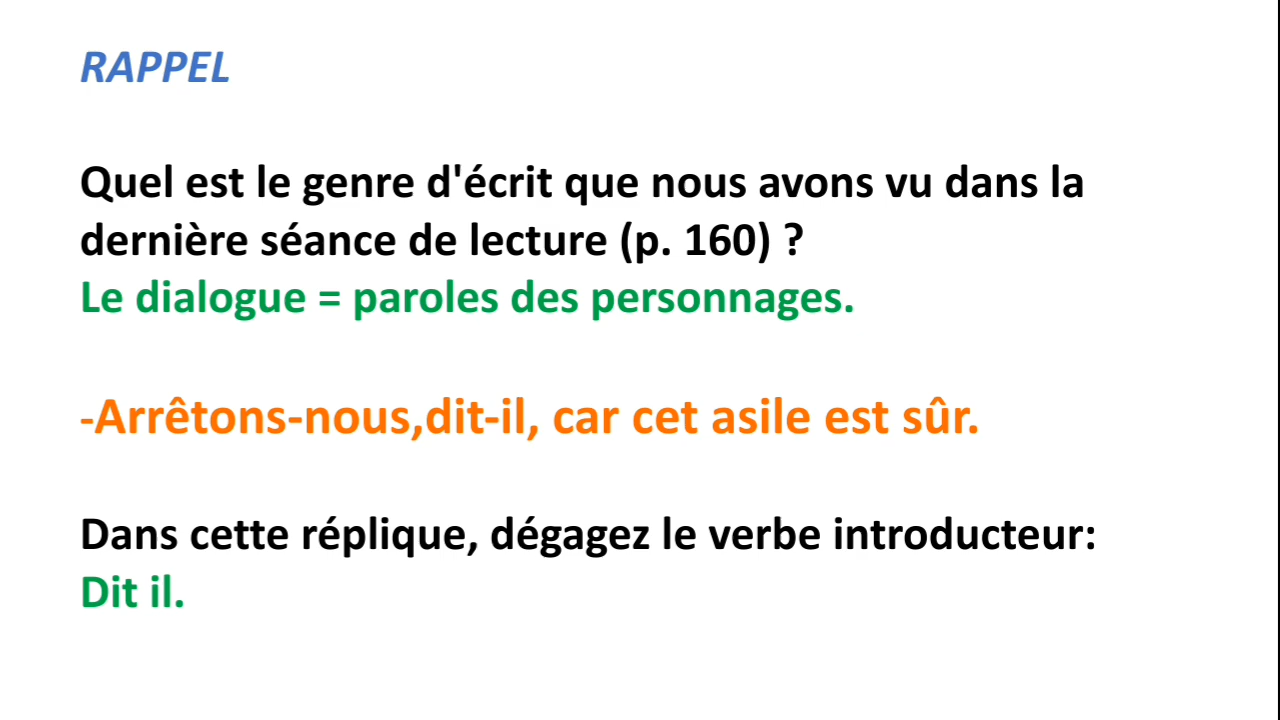 RAPPEL
Quel est le genre d'écrit que nous avons vu dans la
dernière séance de lecture (p. 160) ?
Le dialogue = paroles des personnages.
-Arrêtons-nous,dit-il, car cet asile est sûr.
Dans cette réplique, dégagez le verbe introducteur:
Dit il.